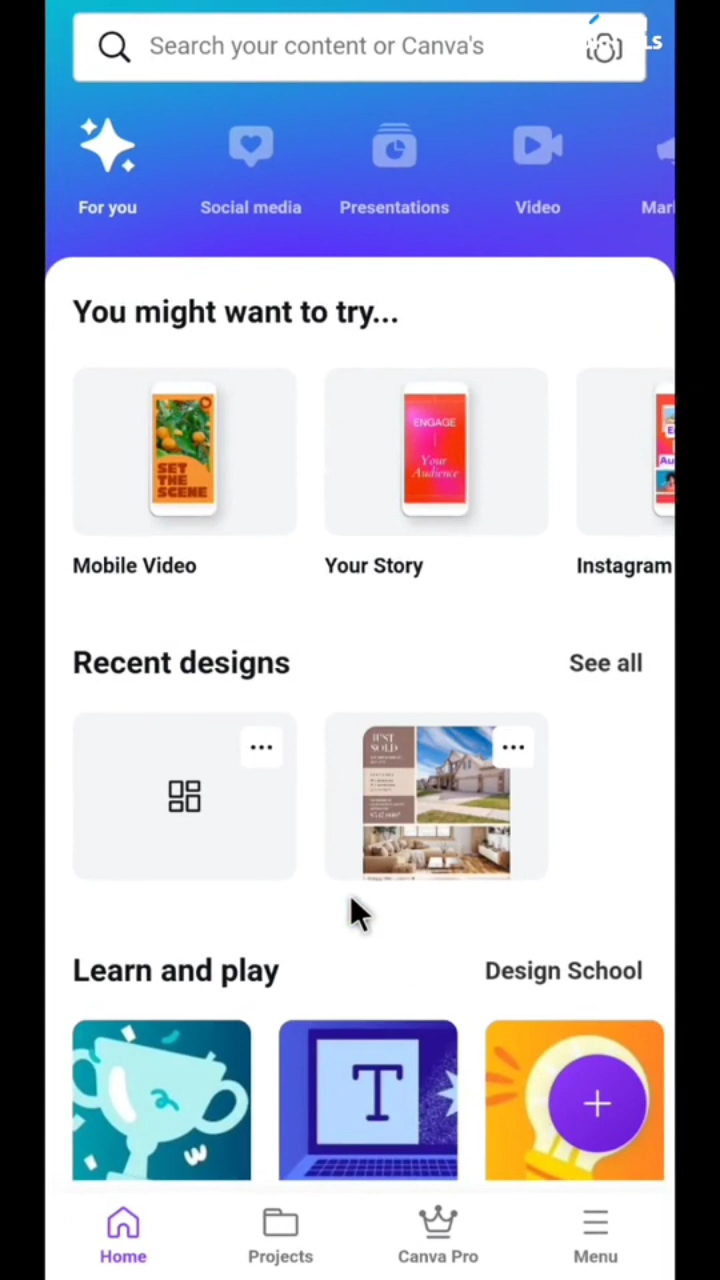 Search your content or Canva's
For you
Social media
Presentations
Video
You might want to try...
SET
THE
SCENE
ENGAGE
Your
Audience
Mobile Video
Your Story
Instagram
Recent designs
See all
JUST
SOLD
Learn and play
Design School
T
Home
Projects
Canva Pro
Menu